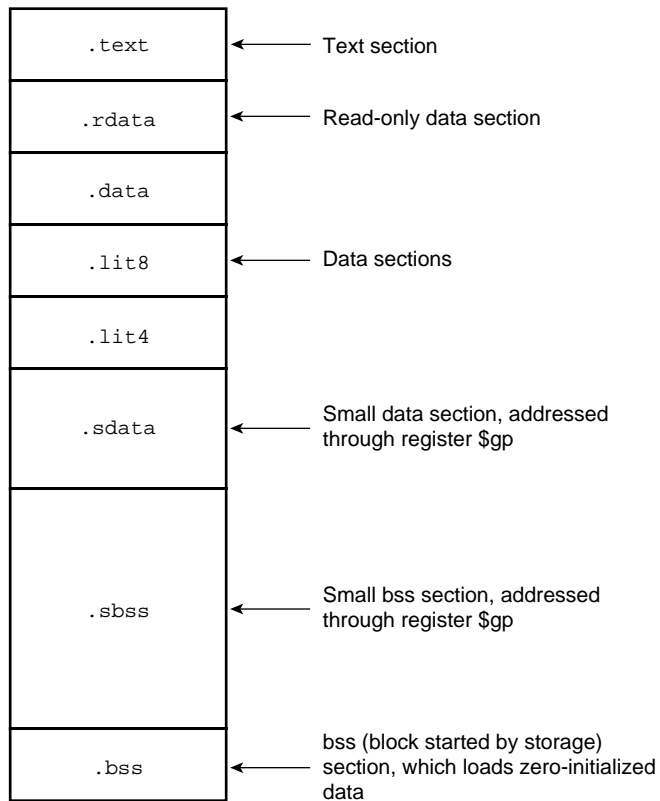 .text
Text section
.rdata
Read-only data section
.data
.lit8
Data sections
.lit4
.sdata
Small data section, addressed
through register $gp
.sbss
Small bss section, addressed
through register $gp
.bss
bss (block started by storage)
section, which loads zero-initialized
data